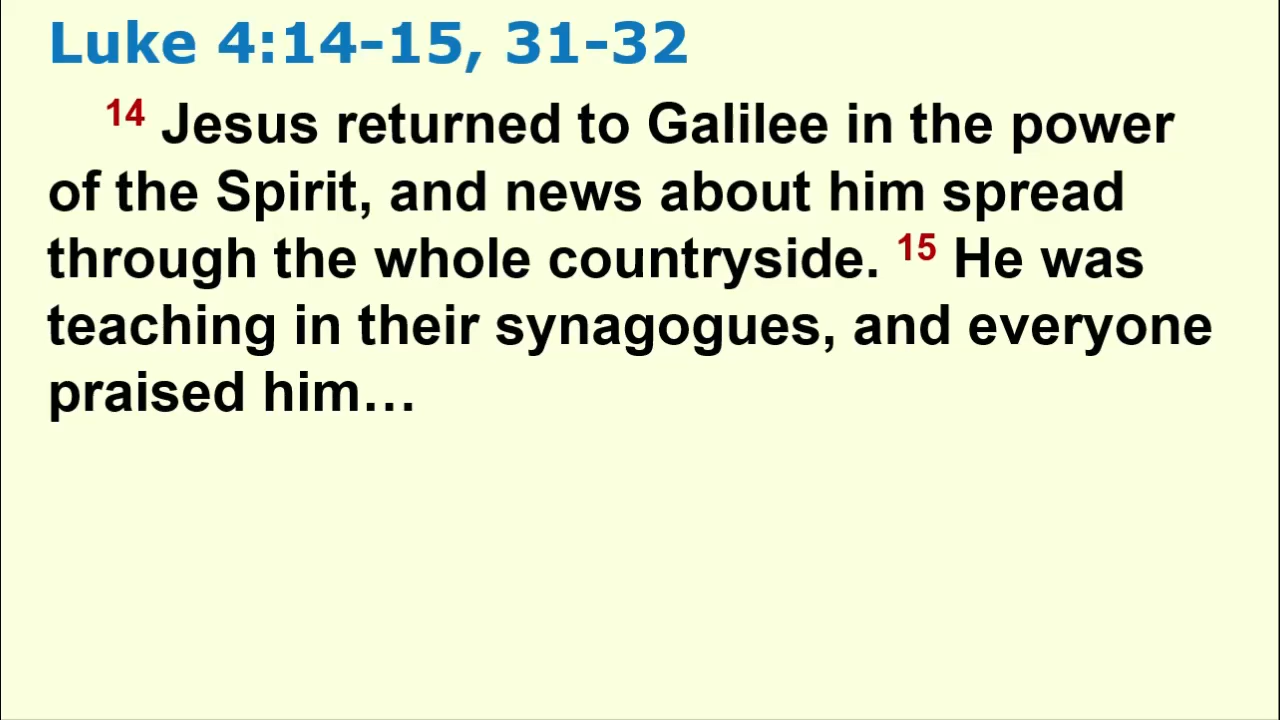 Luke 4:14-15, 31-32
14 Jesus returned to Galilee in the power
of the Spirit, and news about him spread
through the whole countryside. 15 He was
teaching in their synagogues, and everyone
praised him…